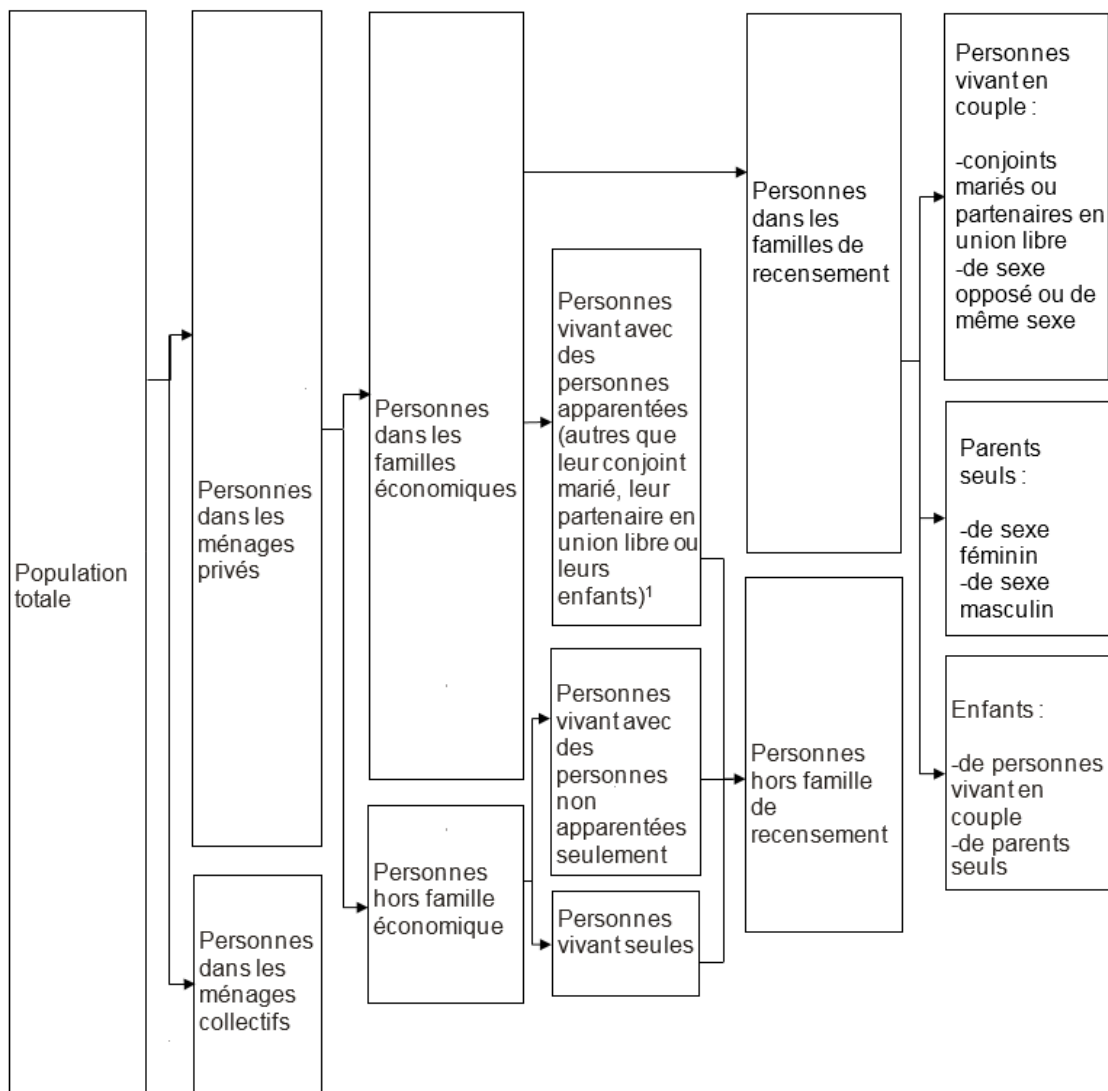 Population
totale
Personnes
dans les
ménages
privés
Personnes
dans les
ménages
collectifs
Personnes
dans les
familles
économiques
Personnes
hors famille
économique
Personnes
vivant avec
des
personnes
apparentées
(autres que
leur conjoint
marié, leur
partenaire en
union libre ou
leurs
enfants)¹
Personnes
vivant avec
des
personnes
non
apparentées
seulement
Personnes
vivant seules
Personnes
dans les
familles de
recensement
Personnes
hors famille
de
recensement
Personnes
vivant en
couple :
-conjoints
mariés ou
partenaires en
union libre
-de sexe
opposé ou de
même sexe
Parents
seuls :
-de sexe
féminin
-de sexe
masculin
Enfants :
-de personnes
vivant en
couple
-de parents
seuls